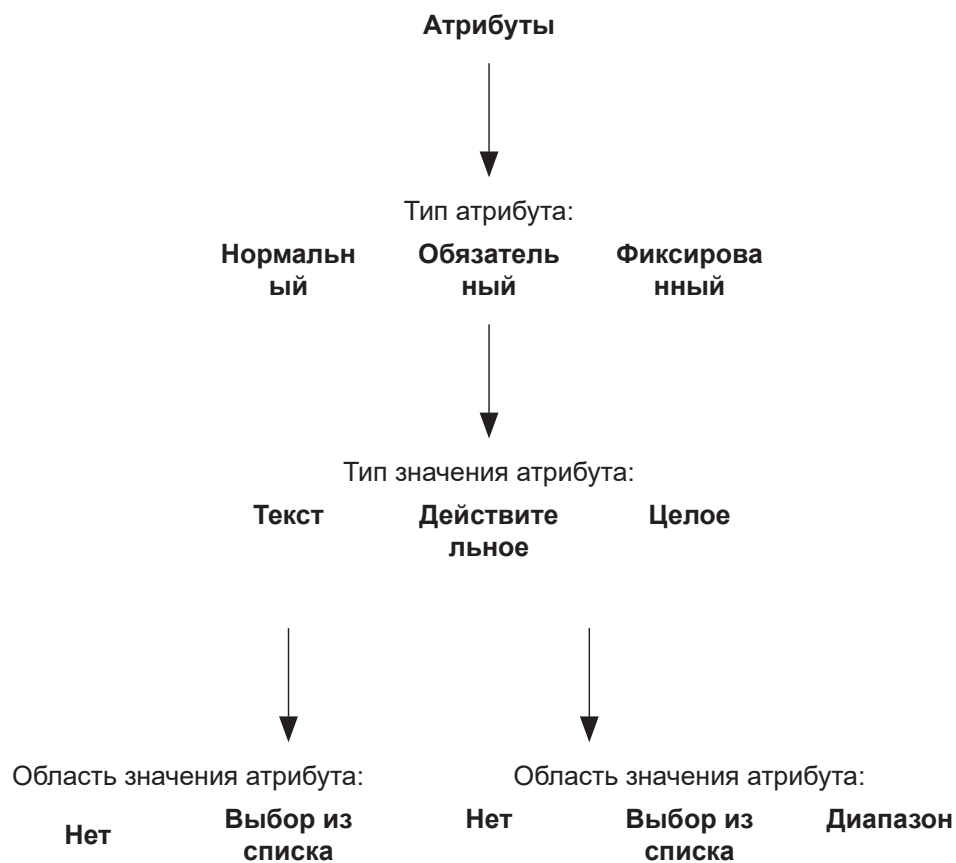 Атрибуты
Тип атрибута:
Нормальн Обязатель Фиксирова
ый ный нный
Тип значения атрибута:
Текст Действите Целое
льное
Область значения атрибута: Область значения атрибута:
Нет Выбор из списка Нет Выбор из списка Диапазон